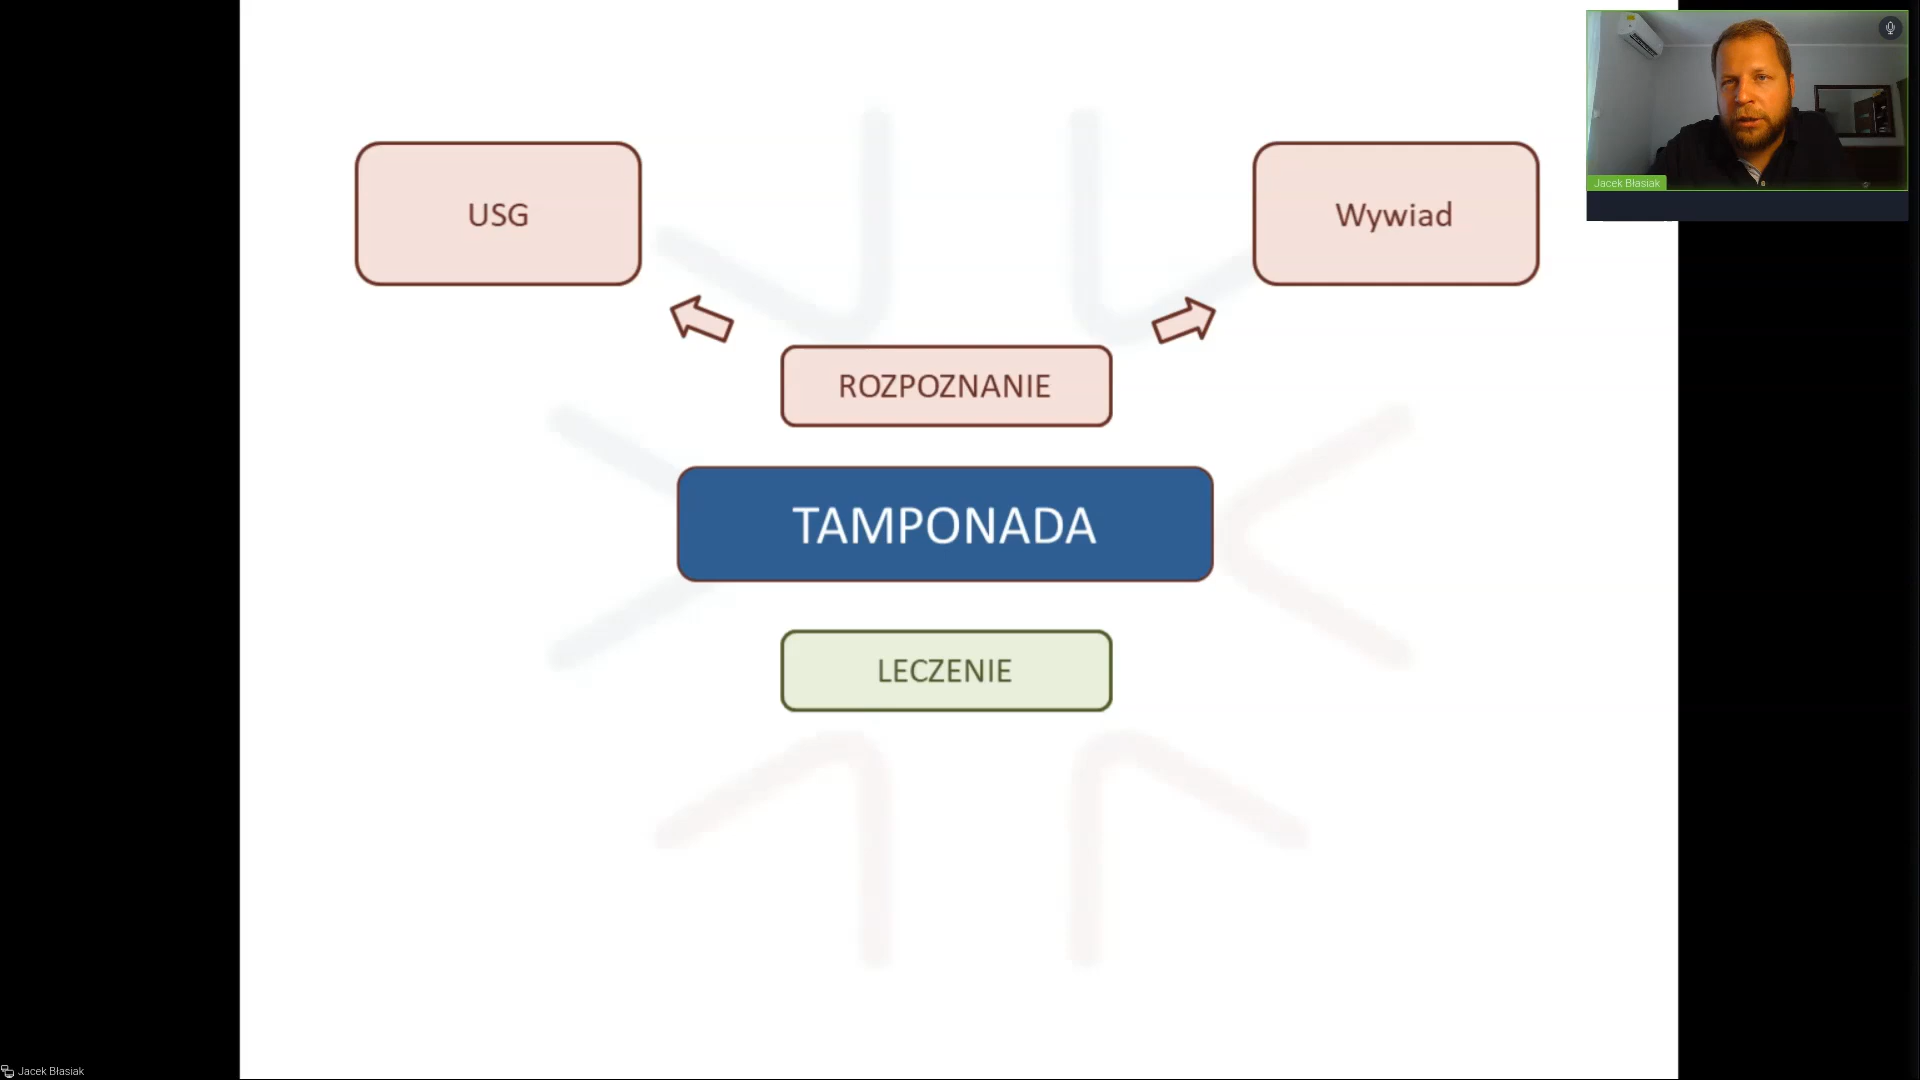 USG
Wywiad
Jacek Błasiak
ROZPOZNANIE
TAMPONADA
LECZENIE
Jacek Błasiak